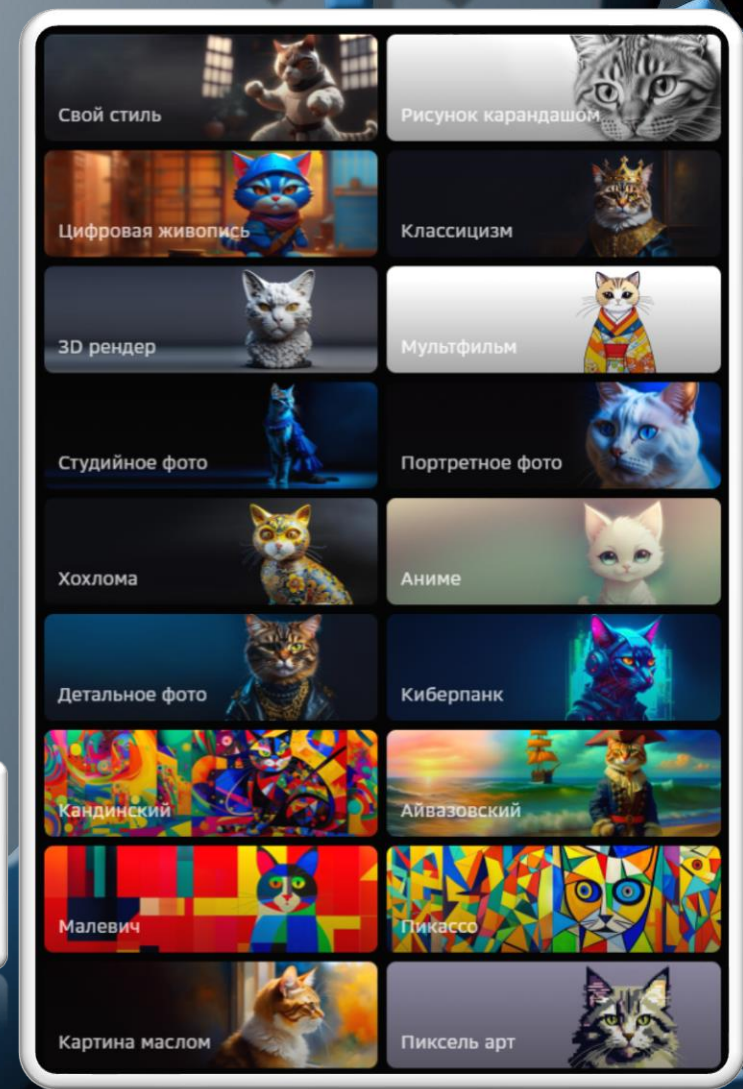 Свой стиль
Рисунок карандашом
Цифровая живопись
Классицизм
3D рендер
Мультфильм
Студийное фото
Портретное фото
Хохлома
Аниме
Детальное фото
Киберпанк
Кандинский
Айвазовский
Малевич
Пикассо
Картина маслом
Пиксель арт